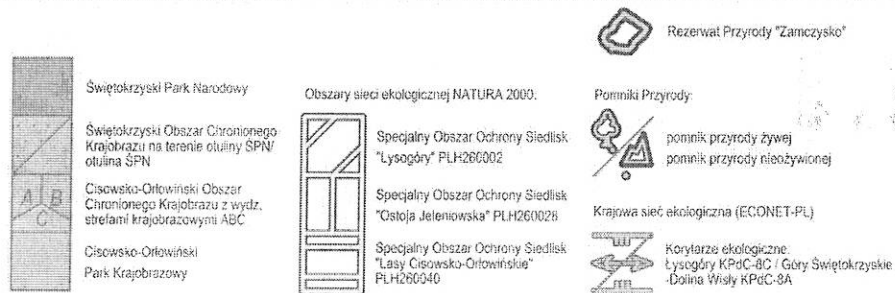 Świętokrzyski Park Narodowy
Świętokrzyski Obszar Chronionego
Krajobrazu na terenie otuliny ŚPN/
otulina ŚPN
A B
C
Cisowsko-Orłowiński Obszar
Chronionego Krajobrazu z wydz.
strefami krajobrazowymi ABC
Cisowsko-Orłowiński
Park Krajobrazowy
Obszary sieci ekologicznej NATURA 2000:
Specjalny Obszar Ochrony Siedlisk
"Łysogóry" PLH260002
Specjalny Obszar Ochrony Siedlisk
"Ostoja Jeleniowska" PLH260028
Specjalny Obszar Ochrony Siedlisk
"Lasy Cisowsko-Orłowińskie"
PLH260040
Rezerwat Przyrody "Zamczysko"
Pomniki Przyrody:
pomnik przyrody żywej
pomnik przyrody nieożywionej
Krajowa sieć ekologiczna (ECONET-PL)
Korytarze ekologiczne:
Łysogóry KPdC-8C / Góry Świętokrzyskie
-Dolina Wisły KPdC-8A